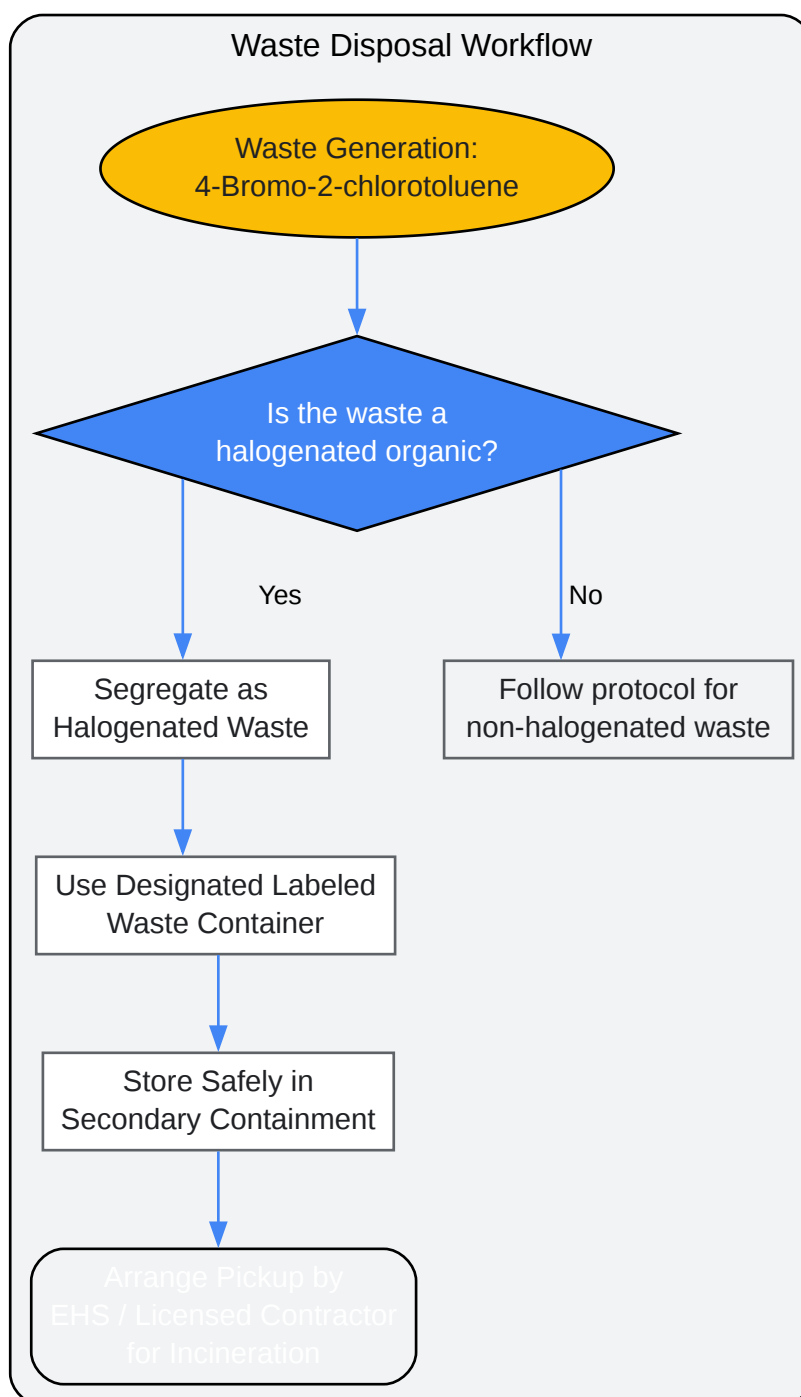 Waste Disposal Workflow
Waste Generation:
4-Bromo-2-chlorotoluene
Is the waste a
halogenated organic?
Yes
No
Segregate as
Halogenated Waste
Follow protocol for
non-halogenated waste
Use Designated Labeled
Waste Container
Store Safely in
Secondary Containment
Arrange Pickup by
EHS / Licensed Contractor
for Incineration